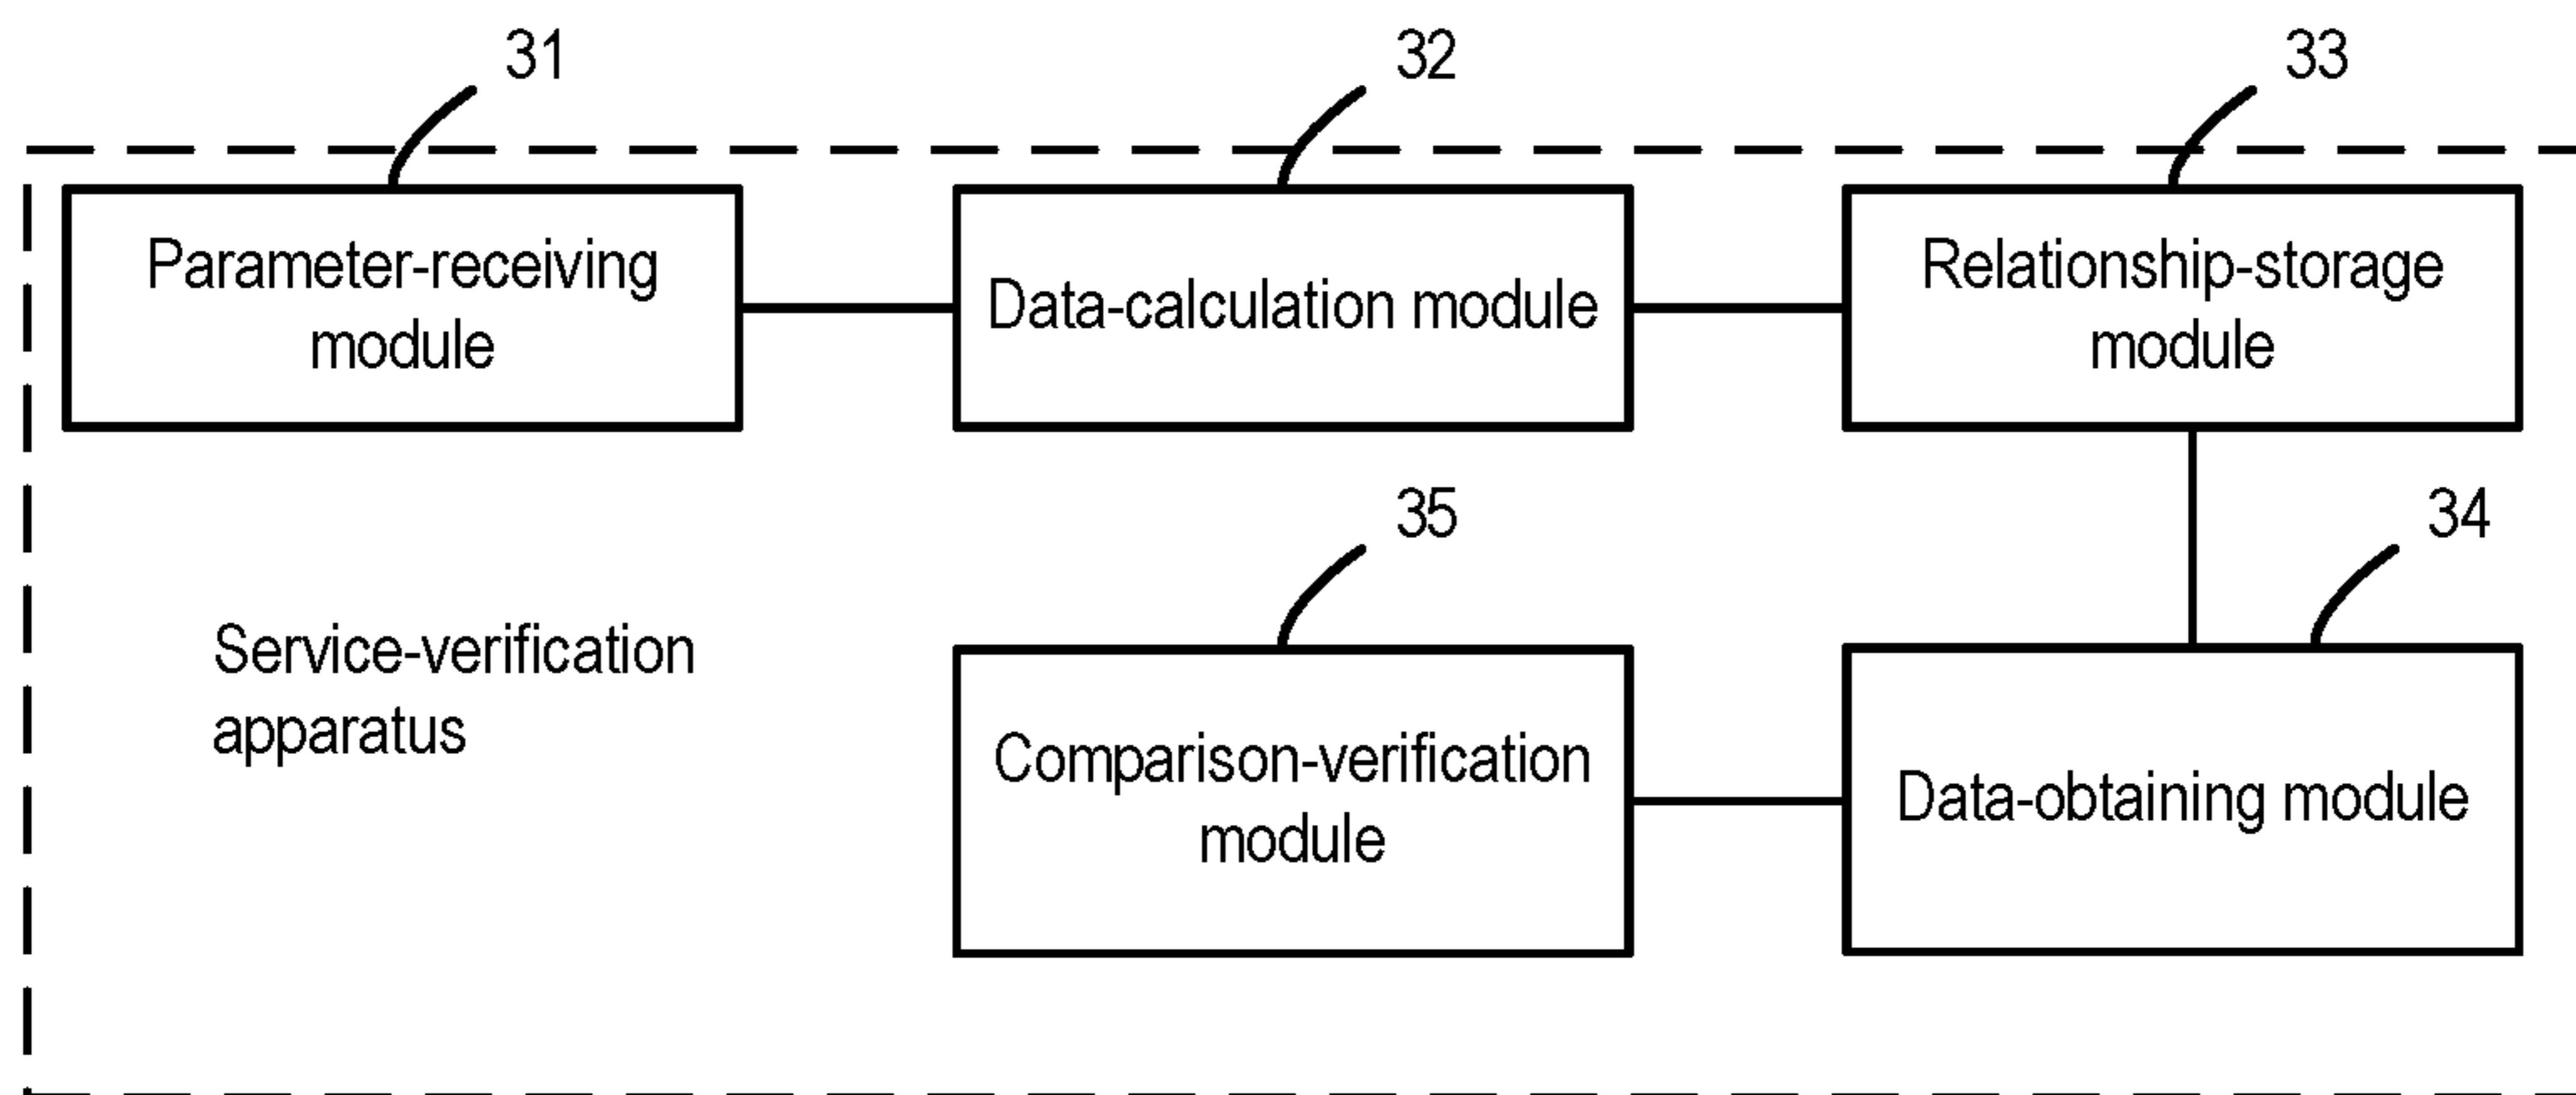 31
32
33
Parameter-receiving
module
Data-calculation module
Relationship-storage
module
35
34
Service-verification
apparatus
Comparison-verification
module
Data-obtaining module